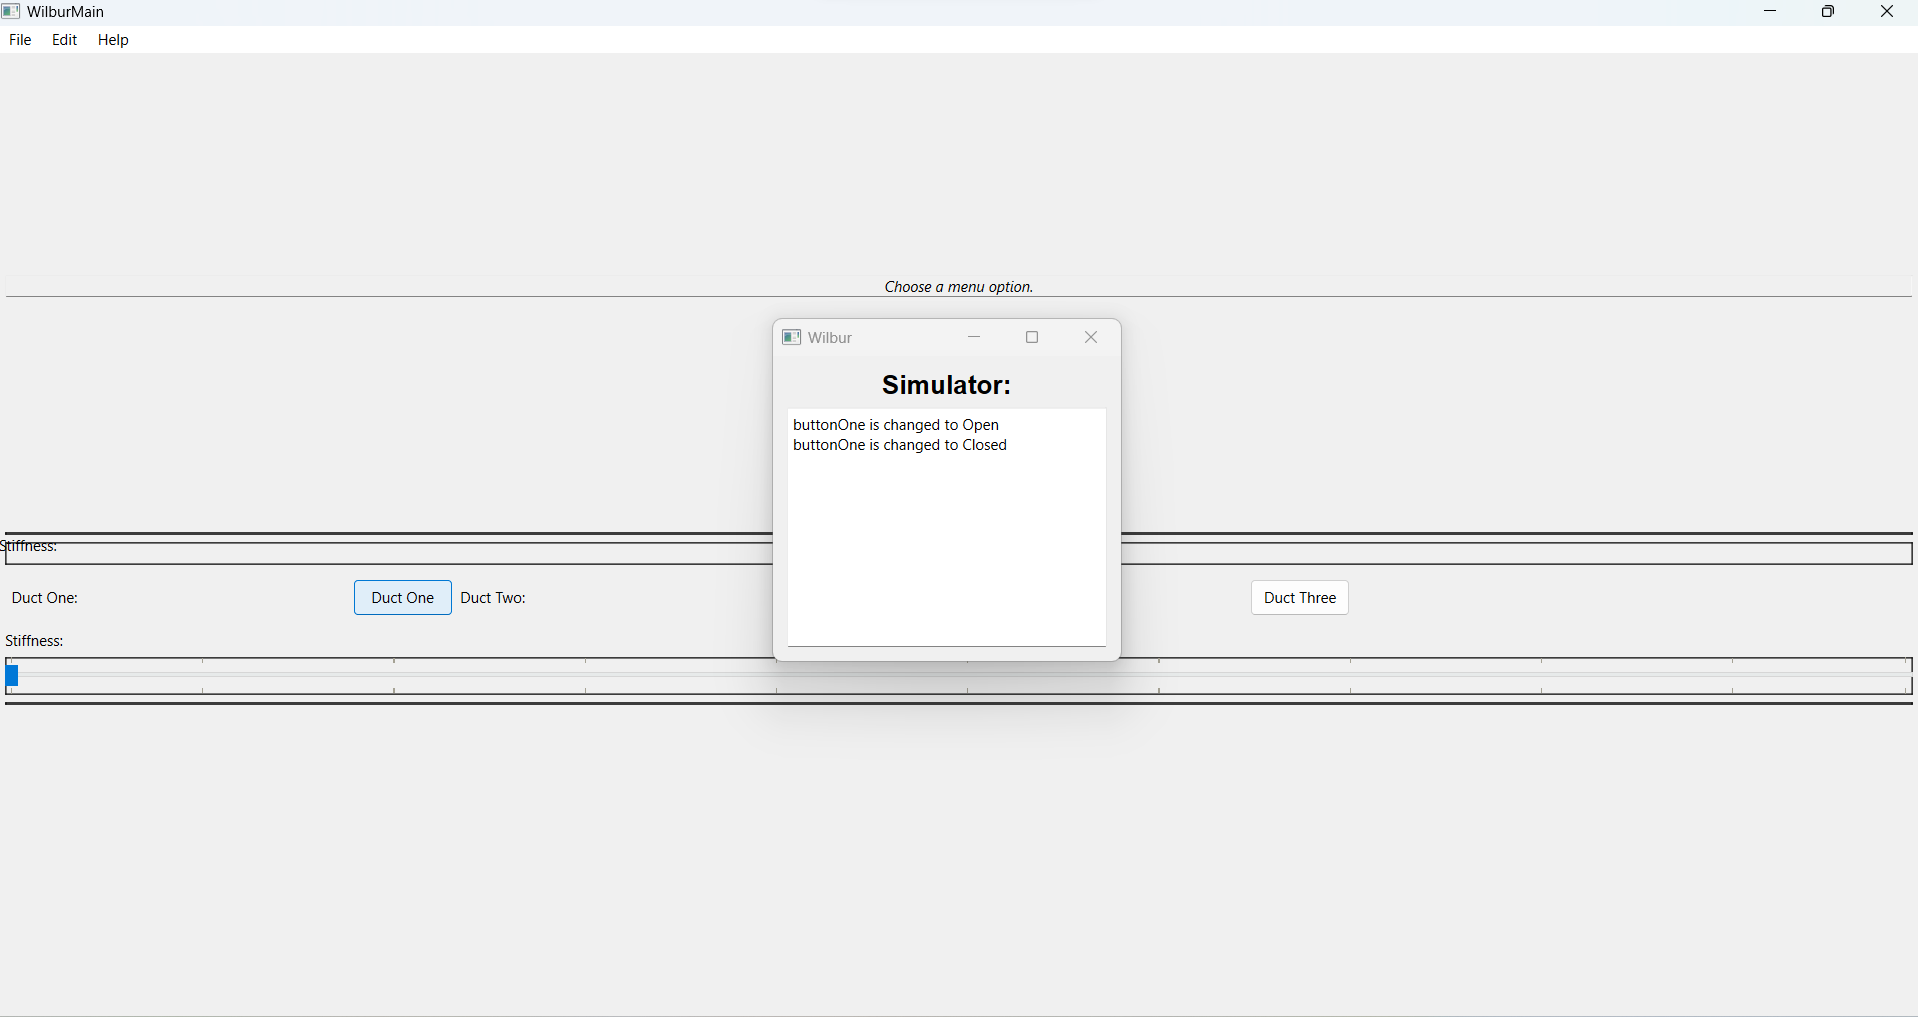 WilburMain
File Edit Help
Choose a menu option.
Wilbur
Simulator:
buttonOne is changed to Open
buttonOne is changed to Closed
Stiffness:
Duct One: Duct One Duct Two: Duct Three
Stiffness: